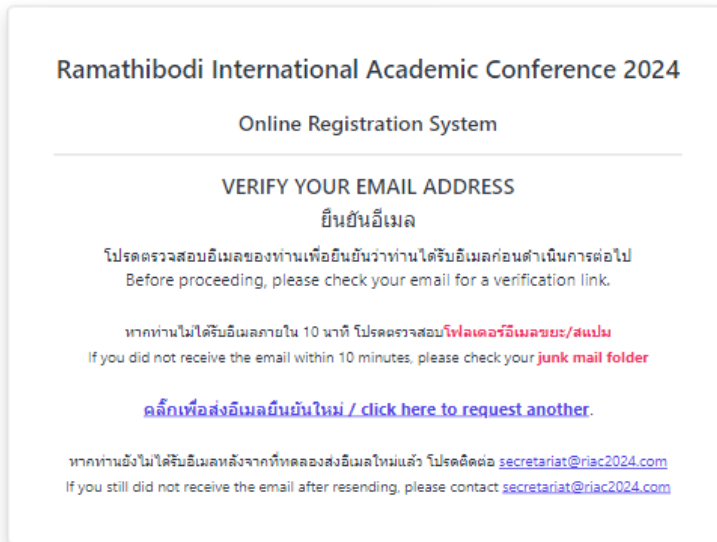 Ramathibodi International Academic Conference 2024
Online Registration System
VERIFY YOUR EMAIL ADDRESS
ยืนยันอีเมล
โปรดตรวจสอบอีเมลของท่านเพื่อยืนยันว่าท่านได้รับอีเมลก่อนดำเนินการต่อไป
Before proceeding, please check your email for a verification link.
หากท่านไม่ได้รับอีเมลภายใน 10 นาที โปรดตรวจสอบโฟลเดอร์อีเมลขยะ/สแปม
If you did not receive the email within 10 minutes, please check your junk mail folder
คลิ๊กเพื่อส่งอีเมลยืนยันใหม่ / click here to request another.
หากท่านยังไม่ได้รับอีเมลหลังจากที่ทดลองส่งอีเมลใหม่แล้ว โปรดติดต่อ secretariat@riac2024.com
If you still did not receive the email after resending, please contact secretariat@riac2024.com